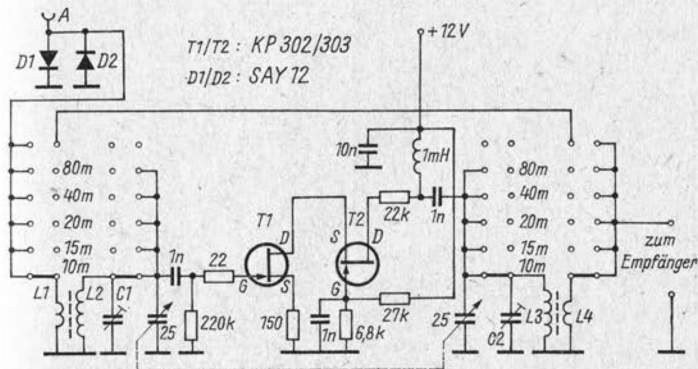 A
T1/T2 : KP 302/303
D1/D2 : SAY 12
+12V
D1
D2
10n
1mH
80m
40m
20m
15m
10m
80m
40m
20m
15m
10m
22k
1n
T1
T2
D
S
D
G
S
G
1n
22
zum
Empfänger
L1
L2
C1
25
220k
150
1n
6,8k
27k
25
C2
L3
L4